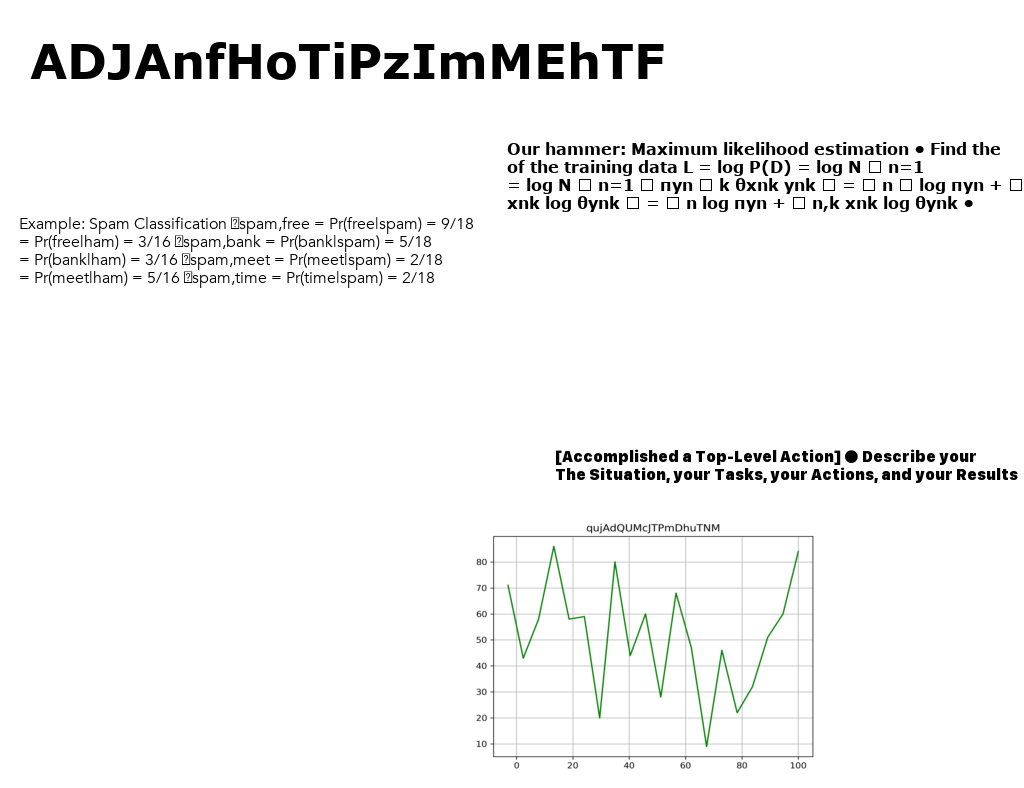 ADJAnfHoTiPzImMEhTF
Our hammer: Maximum likelihood estimation • Find the
of the training data L = log P(D) = log N □ n=1
= log N □ n=1 □ πyn □ k θxnk ynk □ = □ n □ log πyn + □
xnk log θynk □ = □ n log πyn + □ n,k xnk log θynk •
Example: Spam Classification ⍰spam,free = Pr(free|spam) = 9/18
= Pr(free|ham) = 3/16 ⍰spam,bank = Pr(bank|spam) = 5/18
= Pr(bank|ham) = 3/16 ⍰spam,meet = Pr(meet|spam) = 2/18
= Pr(meet|ham) = 5/16 ⍰spam,time = Pr(time|spam) = 2/18
[Accomplished a Top-Level Action] ● Describe your
The Situation, your Tasks, your Actions, and your Results
qujAdQUMcJTPmDhuTNM
80
70
60
50
40
30
20
10
0 20 40 60 80 100